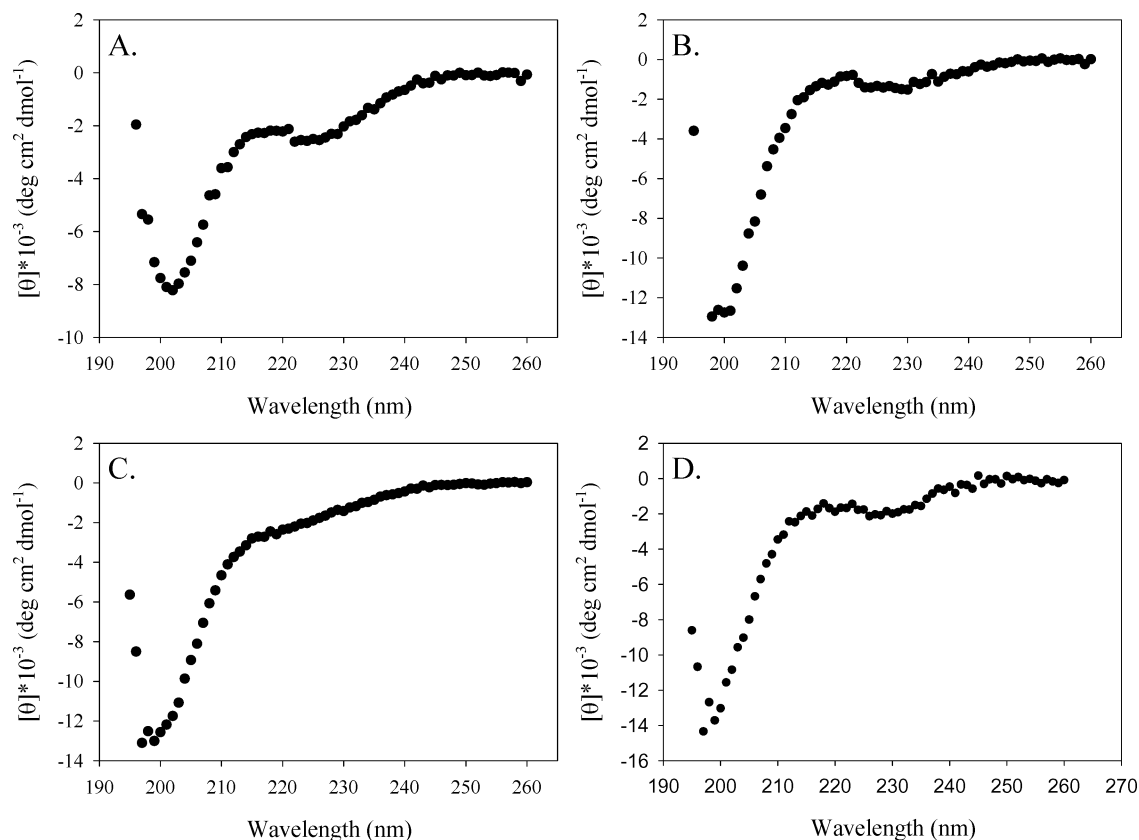 A.
2
0
-2
-4
-6
-8
-10
190 200 210 220 230 240 250 260
Wavelength (nm)
[θ]*10⁻³ (deg cm² dmol⁻¹)
B.
2
0
-2
-4
-6
-8
-10
-12
-14
190 200 210 220 230 240 250 260
Wavelength (nm)
[θ]*10⁻³ (deg cm² dmol⁻¹)
C.
2
0
-2
-4
-6
-8
-10
-12
-14
190 200 210 220 230 240 250 260
Wavelength (nm)
[θ]*10⁻³ (deg cm² dmol⁻¹)
D.
2
0
-2
-4
-6
-8
-10
-12
-14
-16
190 200 210 220 230 240 250 260 270
Wavelength (nm)
[θ]*10⁻³ (deg cm² dmol⁻¹)